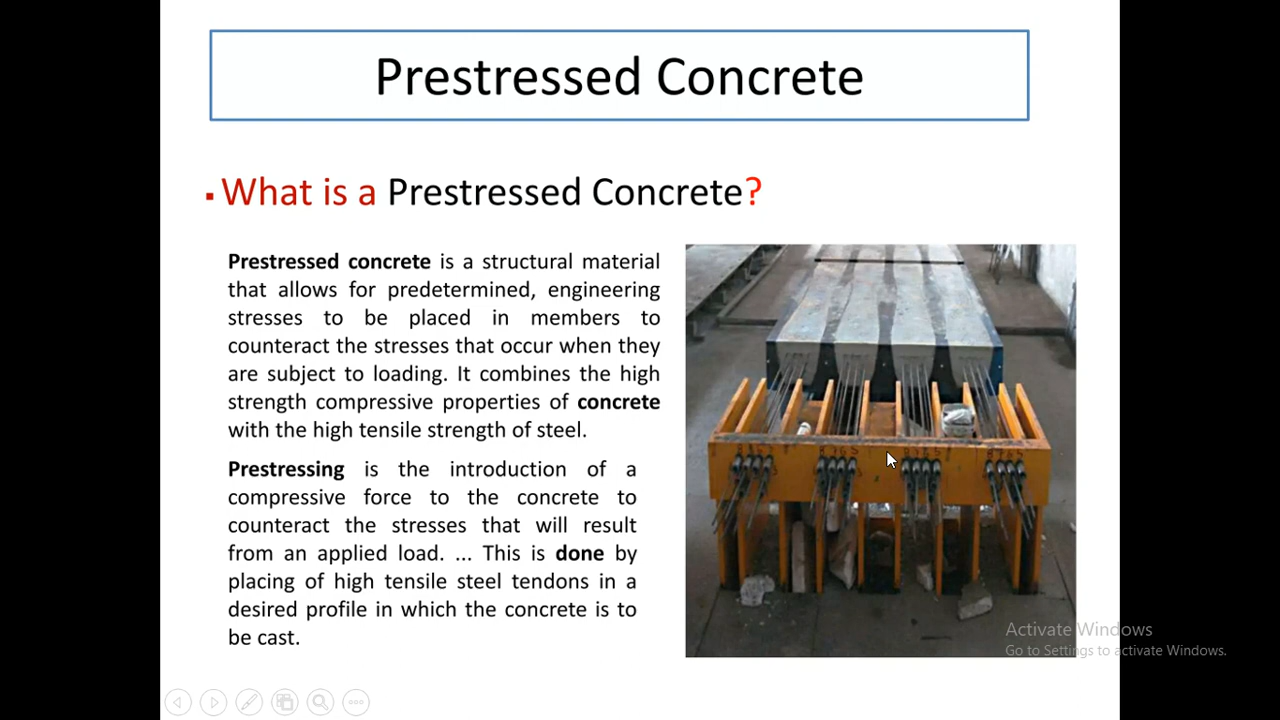 Prestressed Concrete
▪ What is a Prestressed Concrete?
Prestressed concrete is a structural material
that allows for predetermined, engineering
stresses to be placed in members to
counteract the stresses that occur when they
are subject to loading. It combines the high
strength compressive properties of concrete
with the high tensile strength of steel.
Prestressing is the introduction of a
compressive force to the concrete to
counteract the stresses that will result
from an applied load. ... This is done by
placing of high tensile steel tendons in a
desired profile in which the concrete is to
be cast.
Activate Windows
Go to Settings to activate Windows.